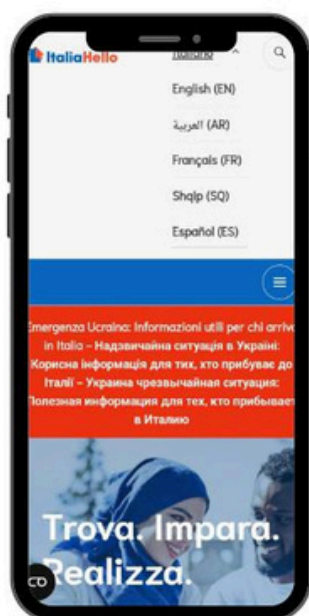 ItaliaHello
Italiano
English (EN)
العربية (AR)
Français (FR)
Shqip (SQ)
Español (ES)
Emergenza Ucraina: Informazioni utili per chi arriva
in Italia – Надзвичайна ситуація в Україні:
Корисна інформація для тих, хто прибуває до
Італії – Украина чрезвычайная ситуация:
Полезная информация для тех, кто прибывает
в Италию
Trova. Impara.
Realizza.